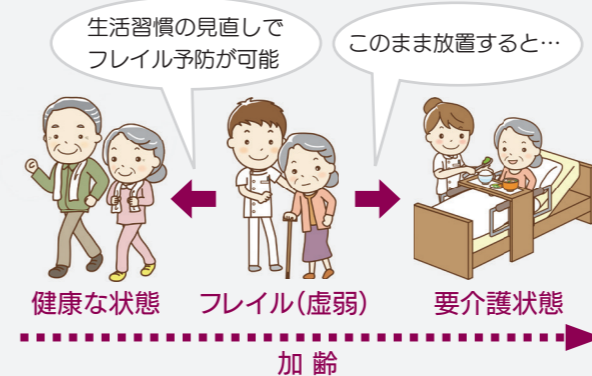 生活習慣の見直しで
フレイル予防が可能
このまま放置すると…
健康な状態
フレイル（虚弱）
要介護状態
加 齢